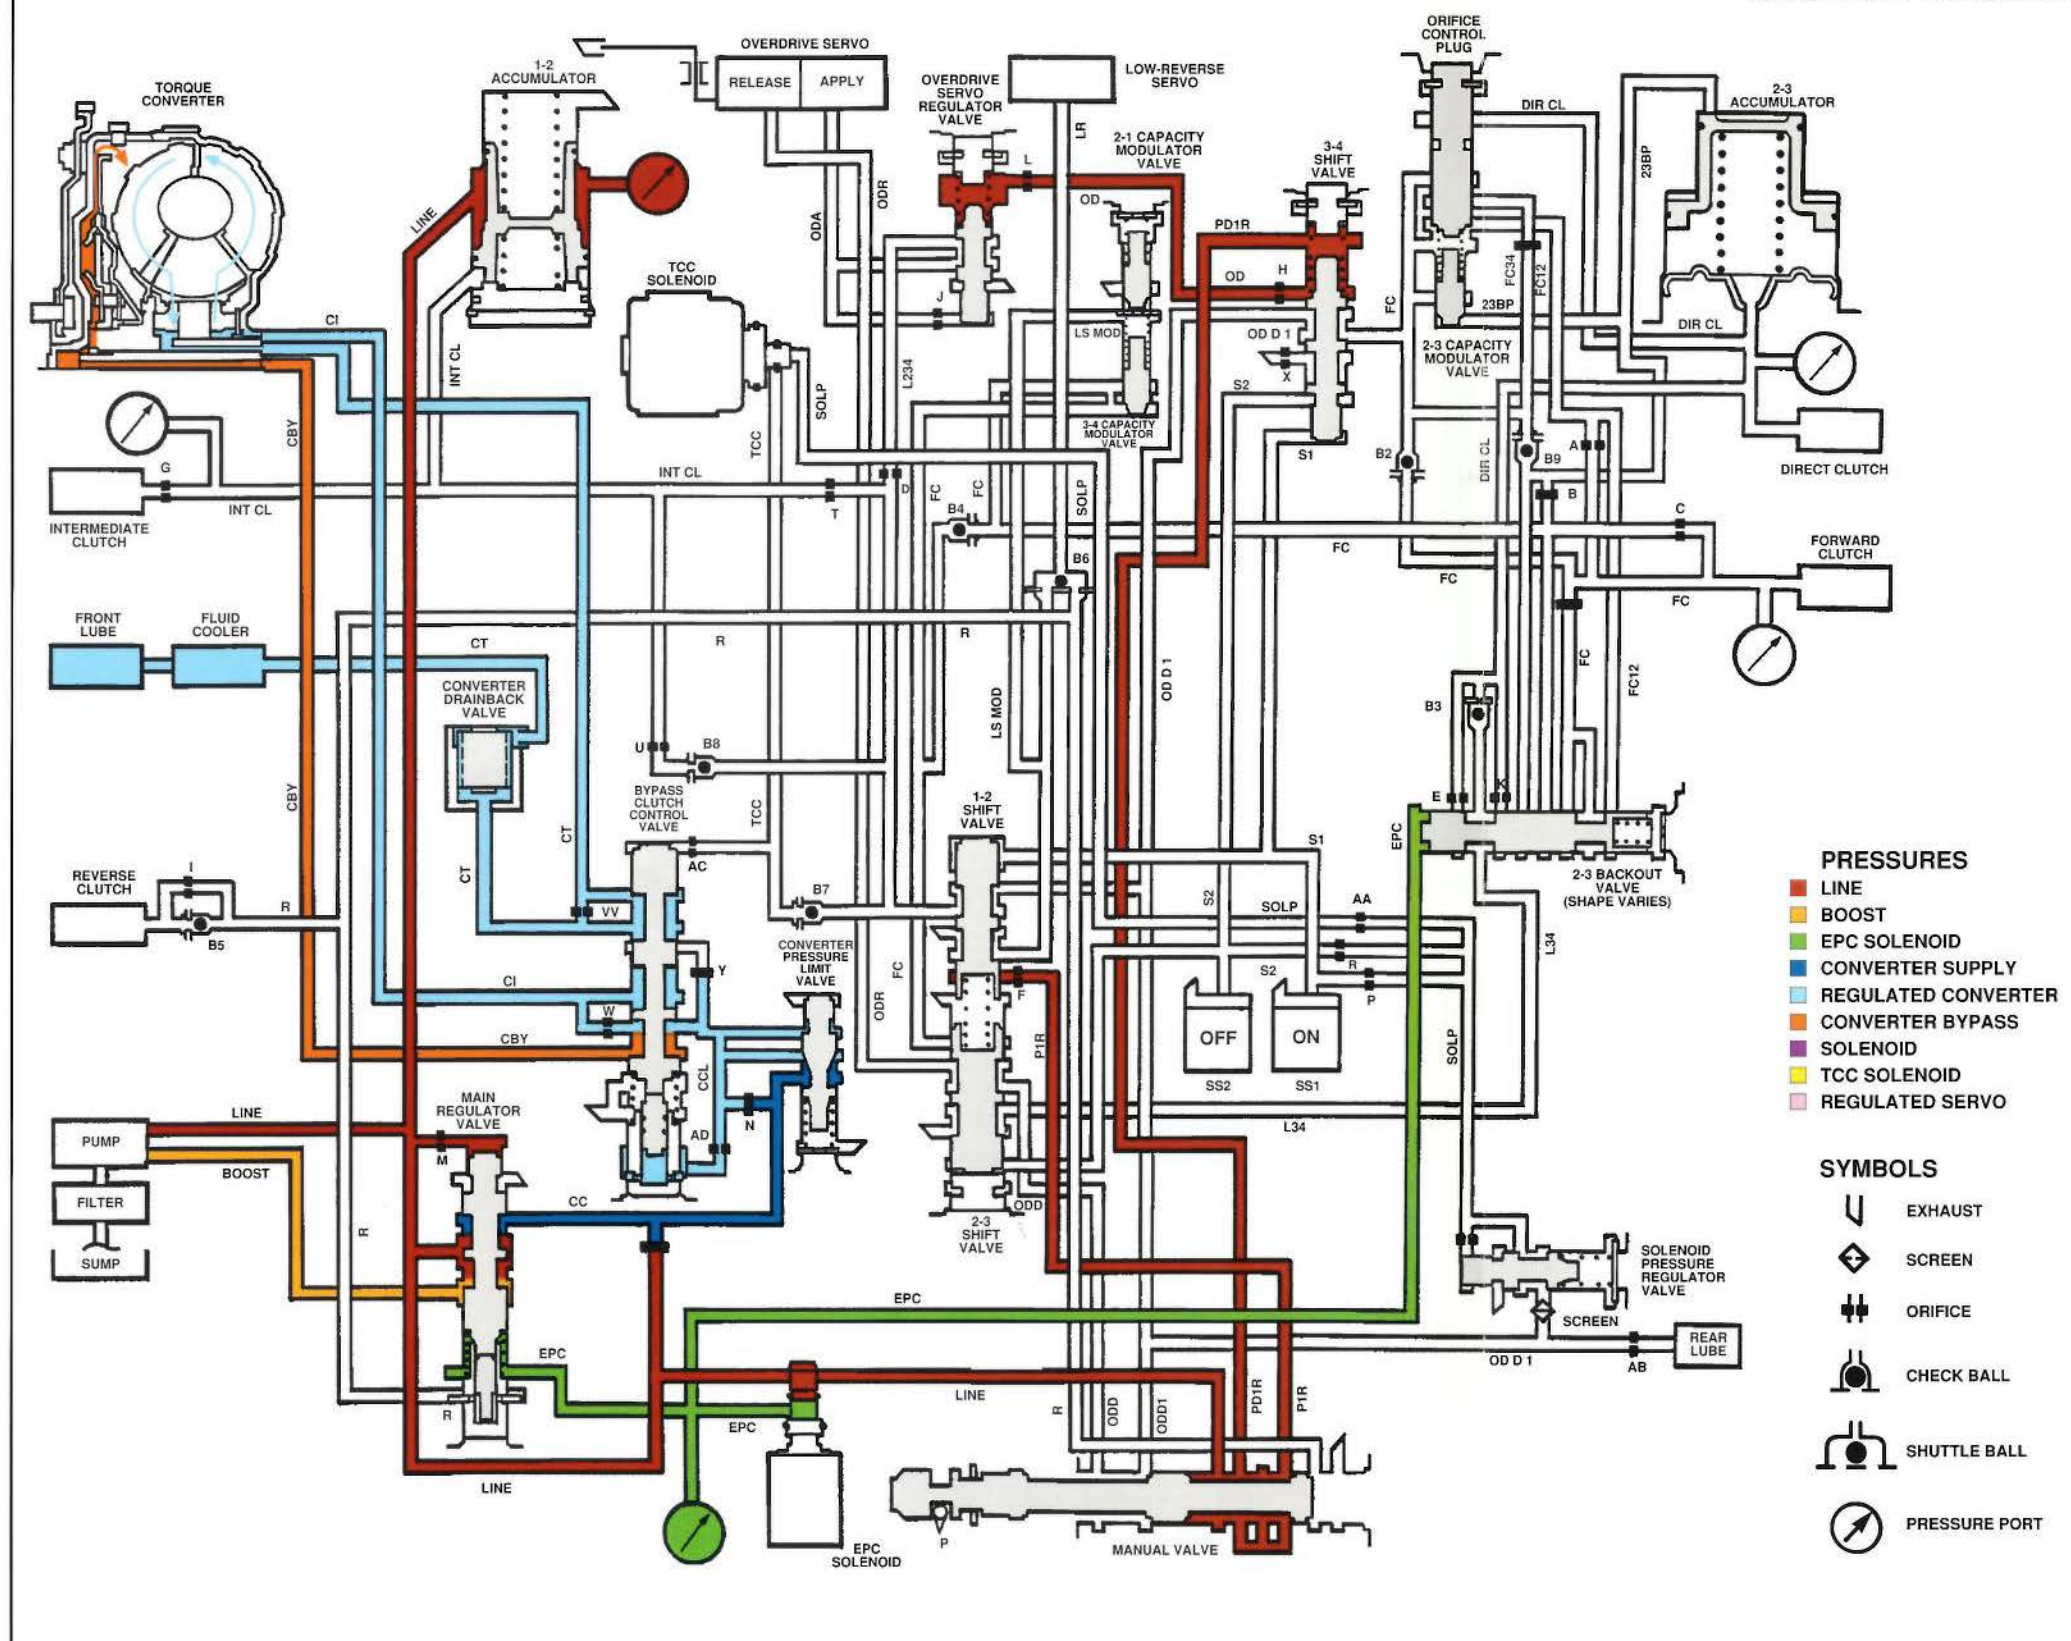 ORIFICE
CONTROL
PLUG
OVERDRIVE SERVO
RELEASE
APPLY
1-2
ACCUMULATOR
TORQUE
CONVERTER
OVERDRIVE
SERVO
REGULATOR
VALVE
LOW-REVERSE
SERVO
LR
2-1 CAPACITY
MODULATOR
VALVE
3-4
SHIFT
VALVE
DIR CL
2-3
ACCUMULATOR
23BP
L
OD
LINE
ODA
ODR
PD1R
OD
H
FC34
FC12
FC
TCC
SOLENOID
J
LS MOD
OD D 1
X
23BP
DIR CL
2-3 CAPACITY
MODULATOR
VALVE
CI
INT CL
L234
SOLP
S2
3-4 CAPACITY
MODULATOR
VALVE
S1
CBY
TCC
G
INT CL
INT CL
T
D
FC
FC
SOLP
B2
DIR CL
B9
A
B
DIRECT CLUTCH
INTERMEDIATE
CLUTCH
B4
FC
C
FORWARD
CLUTCH
B6
FC
FC
FRONT
LUBE
FLUID
COOLER
CT
R
R
CONVERTER
DRAINBACK
VALVE
LS MOD
OD D 1
FC
FC12
B3
U
B8
CBY
BYPASS
CLUTCH
CONTROL
VALVE
TCC
1-2
SHIFT
VALVE
E
K
CT
CT
AC
EPC
S1
2-3 BACKOUT
VALVE
(SHAPE VARIES)
REVERSE
CLUTCH
I
R
B5
VV
B7
S2
SOLP
AA
L34
CONVERTER
PRESSURE
LIMIT
VALVE
Y
FC
ODR
CI
W
CBY
CCL
F
P1R
S2
R
P
OFF
ON
SS2
SS1
SOLP
PRESSURES
LINE
BOOST
EPC SOLENOID
CONVERTER SUPPLY
REGULATED CONVERTER
CONVERTER BYPASS
SOLENOID
TCC SOLENOID
REGULATED SERVO
MAIN
REGULATOR
VALVE
LINE
PUMP
M
BOOST
FILTER
SUMP
AD
N
L34
CC
R
ODD
2-3
SHIFT
VALVE
SYMBOLS
EXHAUST
SCREEN
ORIFICE
CHECK BALL
SHUTTLE BALL
PRESSURE PORT
SOLENOID
PRESSURE
REGULATOR
VALVE
SCREEN
REAR
LUBE
OD D 1
AB
EPC
EPC
LINE
EPC
R
R
ODD
ODD1
PD1R
P1R
LINE
EPC
SOLENOID
P
MANUAL VALVE